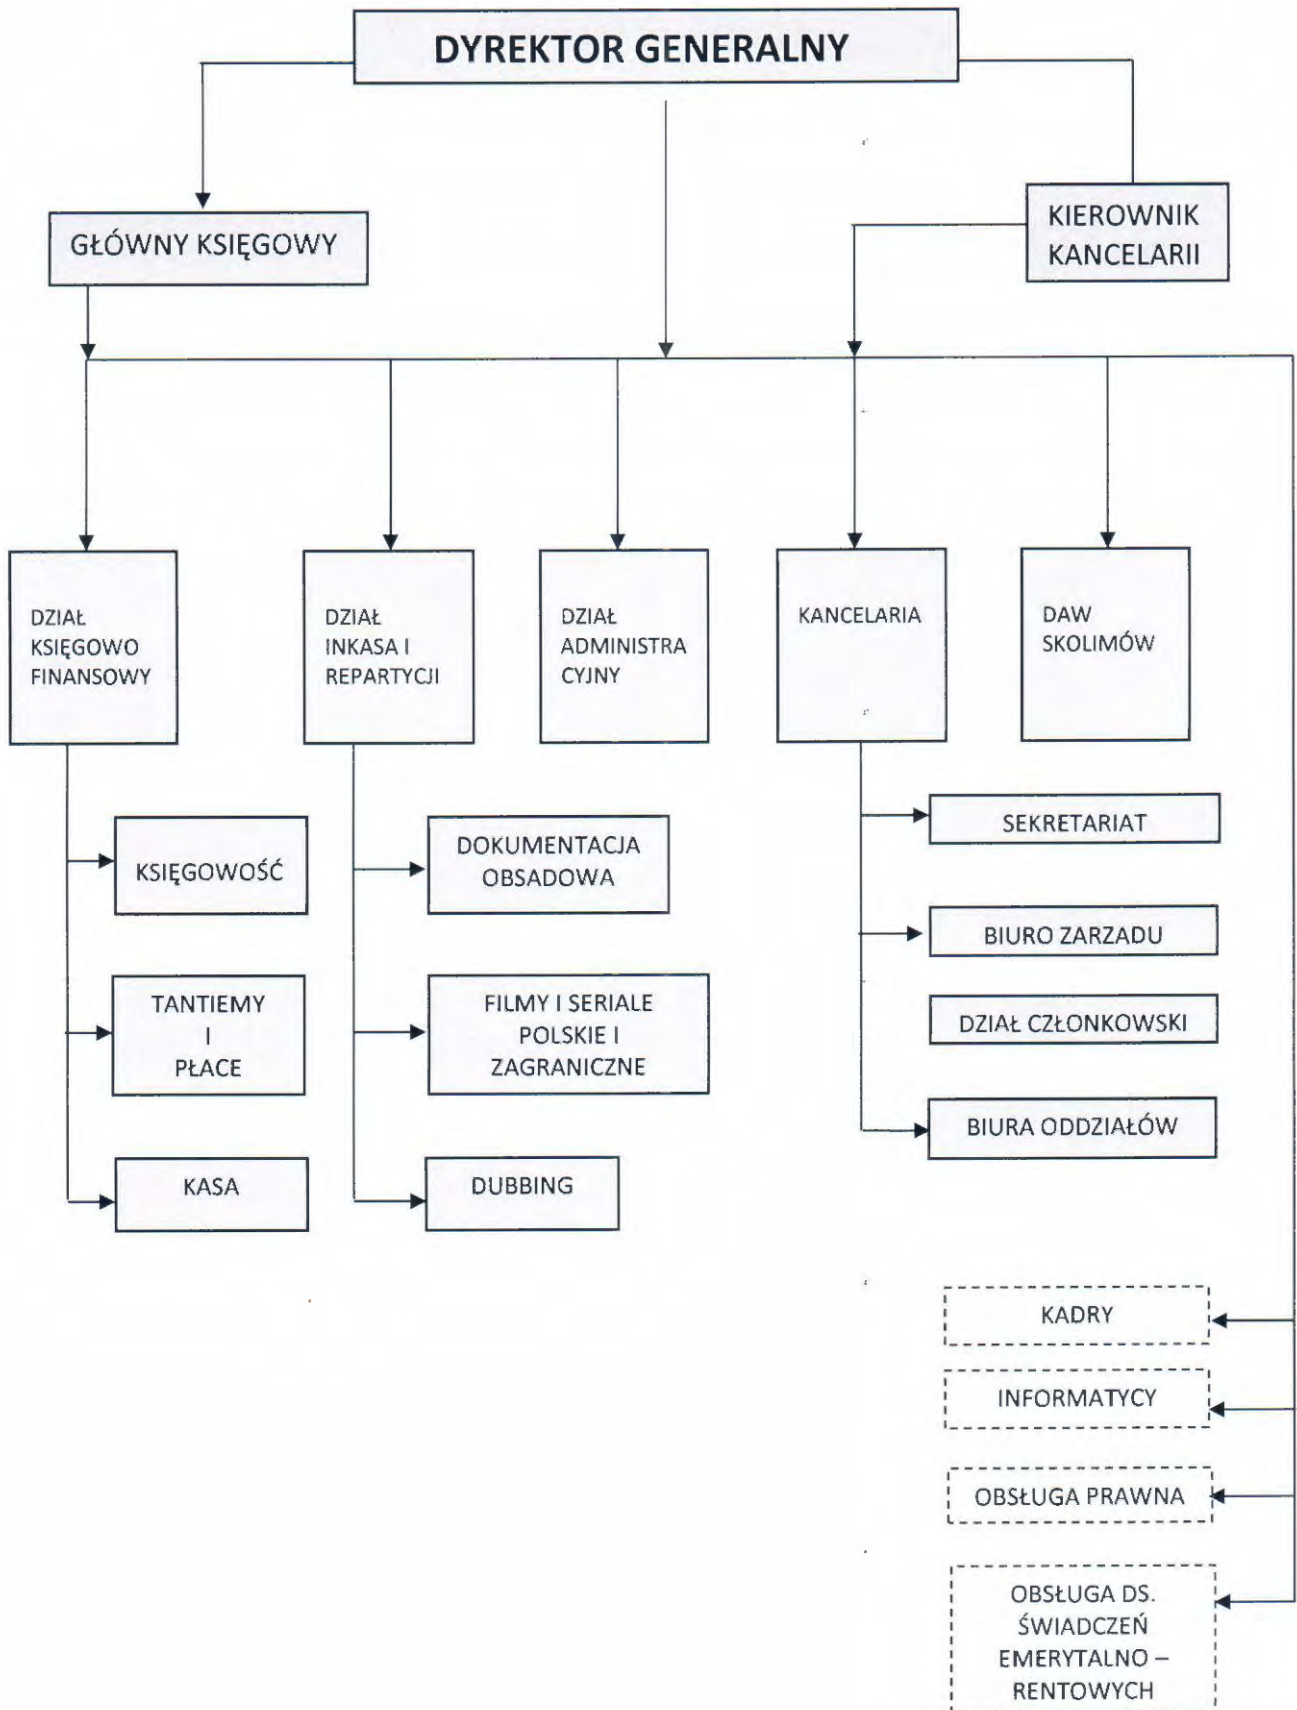 DYREKTOR GENERALNY
GŁÓWNY KSIĘGOWY
KIEROWNIK
KANCELARII
DZIAŁ
KSIĘGOWO
FINANSOWY
DZIAŁ
INKASA I
REPARTYCJI
DZIAŁ
ADMINISTRA
CYJNY
KANCELARIA
DAW
SKOLIMÓW
KSIĘGOWOŚĆ
TANTIEMY
I
PŁACE
KASA
DOKUMENTACJA
OBSADOWA
FILMY I SERIALE
POLSKIE I
ZAGRANICZNE
DUBBING
SEKRETARIAT
BIURO ZARZADU
DZIAŁ CZŁONKOWSKI
BIURA ODDZIAŁÓW
KADRY
INFORMATYCY
OBSŁUGA PRAWNA
OBSŁUGA DS.
ŚWIADCZEŃ
EMERYTALNO –
RENTOWYCH